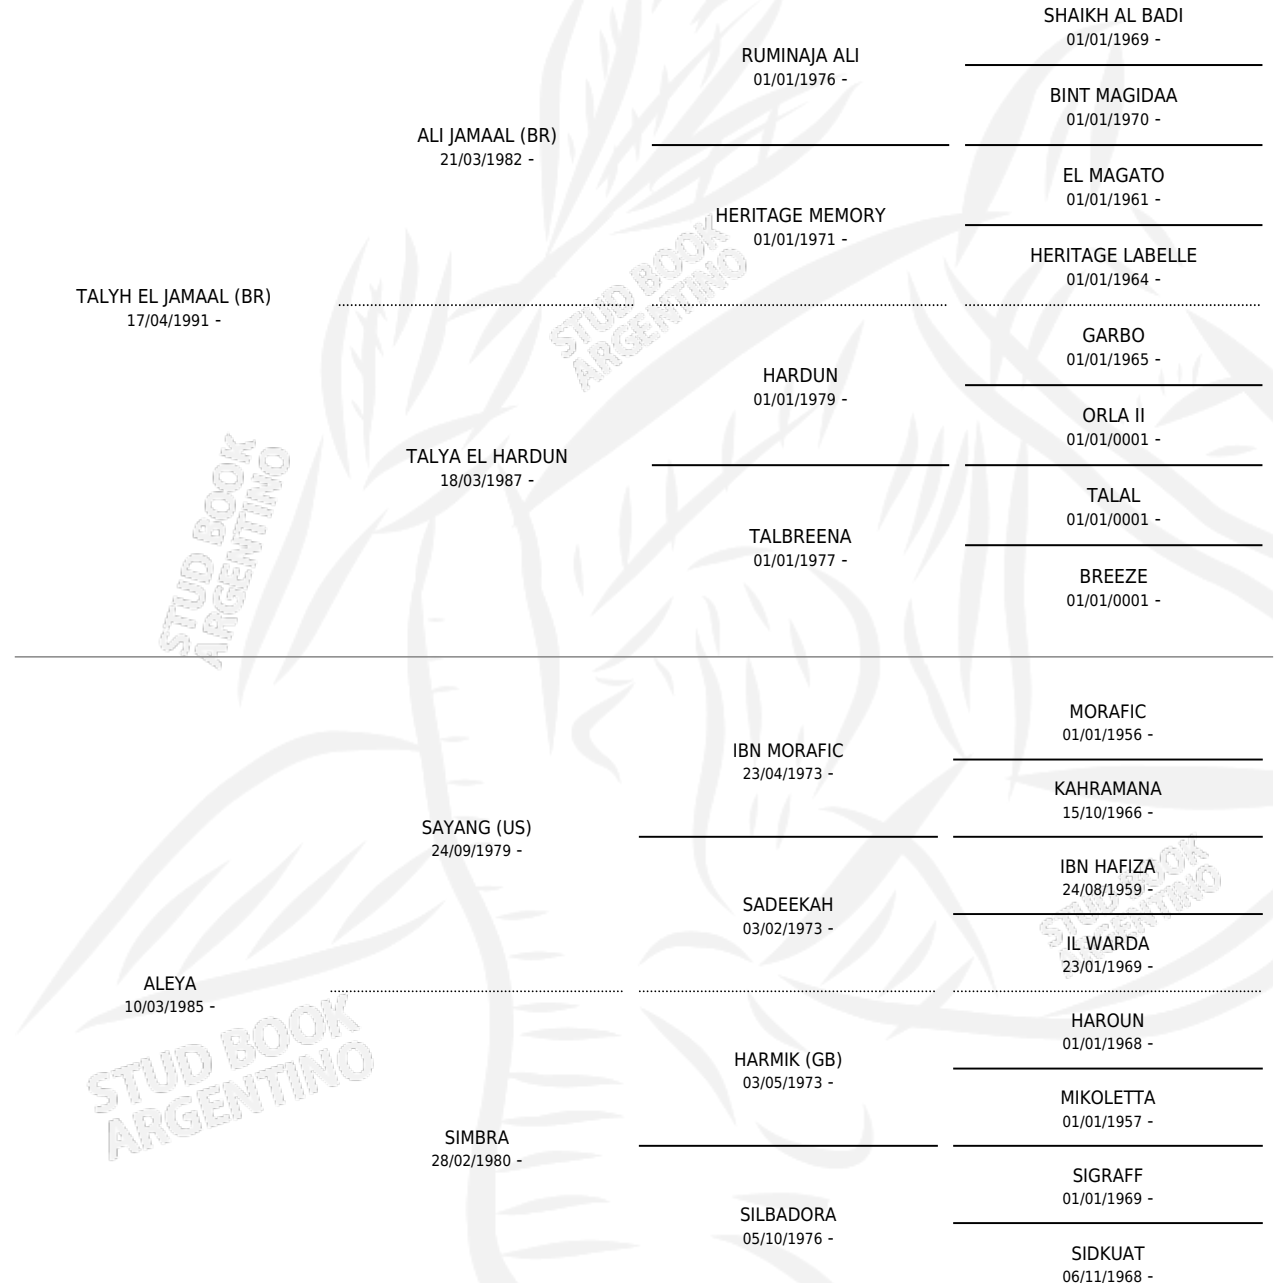 SHAIKH AL BADI
01/01/1969 -
RUMINAJA ALI
01/01/1976 -
BINT MAGIDAA
01/01/1970 -
ALI JAMAAL (BR)
21/03/1982 -
EL MAGATO
01/01/1961 -
HERITAGE MEMORY
01/01/1971 -
HERITAGE LABELLE
01/01/1964 -
TALYH EL JAMAAL (BR)
17/04/1991 -
GARBO
01/01/1965 -
HARDUN
01/01/1979 -
ORLA II
01/01/0001 -
TALYA EL HARDUN
18/03/1987 -
TALAL
01/01/0001 -
TALBREENA
01/01/1977 -
BREEZE
01/01/0001 -
STUD BOOK
ARGENTINO
STUD BOOK
ARGENTINO
MORAFIC
01/01/1956 -
IBN MORAFIC
23/04/1973 -
KAHRAMANA
15/10/1966 -
SAYANG (US)
24/09/1979 -
IBN HAFIZA
24/08/1959 -
SADEEKAH
03/02/1973 -
IL WARDA
23/01/1969 -
STUD BOOK
ARGENTINO
ALEYA
10/03/1985 -
HAROUN
01/01/1968 -
HARMIK (GB)
03/05/1973 -
MIKOLETTA
01/01/1957 -
STUD BOOK
ARGENTINO
SIMBRA
28/02/1980 -
SIGRAFF
01/01/1969 -
SILBADORA
05/10/1976 -
SIDKUAT
06/11/1968 -